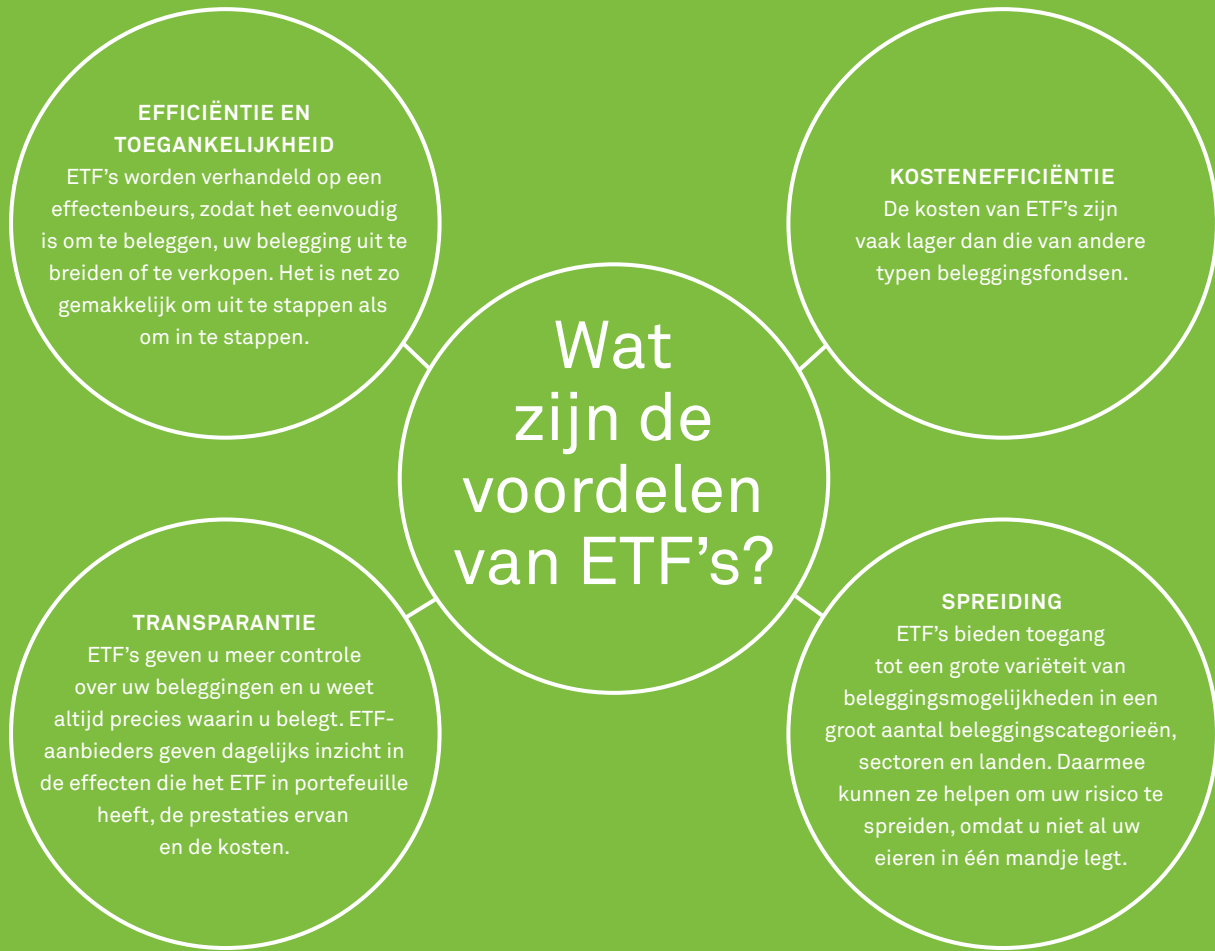 EFFICIËNTIE EN
TOEGANKELIJKHEID
ETF’s worden verhandeld op een
effectenbeurs, zodat het eenvoudig
is om te beleggen, uw belegging uit te
breiden of te verkopen. Het is net zo
gemakkelijk om uit te stappen als
om in te stappen.
KOSTENEFFICIËNTIE
De kosten van ETF’s zijn
vaak lager dan die van andere
typen beleggingsfondsen.
Wat
zijn de
voordelen
van ETF’s?
TRANSPARANTIE
ETF’s geven u meer controle
over uw beleggingen en u weet
altijd precies waarin u belegt. ETF-
aanbieders geven dagelijks inzicht in
de effecten die het ETF in portefeuille
heeft, de prestaties ervan
en de kosten.
SPREIDING
ETF’s bieden toegang
tot een grote variëteit van
beleggingsmogelijkheden in een
groot aantal beleggingscategorieën,
sectoren en landen. Daarmee
kunnen ze helpen om uw risico te
spreiden, omdat u niet al uw
eieren in één mandje legt.